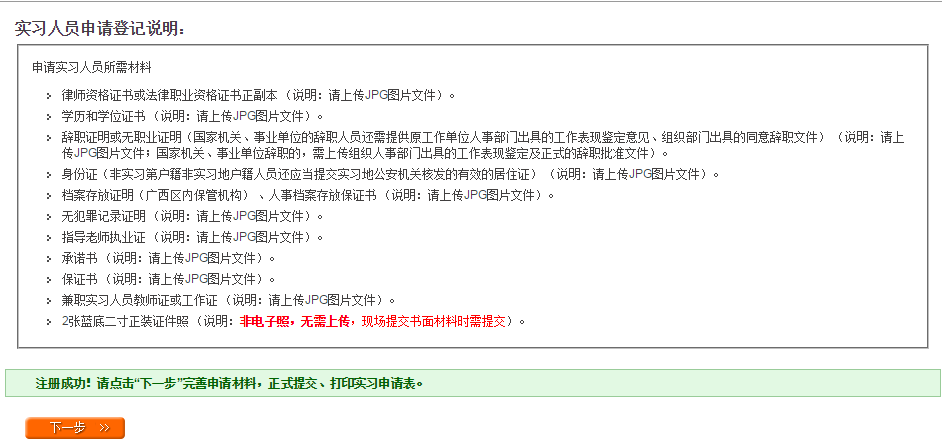 实习人员申请登记说明：
申请实习人员所需材料
律师资格证书或法律职业资格证书正副本（说明：请上传JPG图片文件）。
学历和学位证书（说明：请上传JPG图片文件）。
辞职证明或无职业证明（国家机关、事业单位的辞职人员还需提供原工作单位人事部门出具的工作表现鉴定意见、组织部门出具的同意辞职文件）（说明：请上
传JPG图片文件；国家机关、事业单位辞职的，需上传组织人事部门出具的工作表现鉴定及正式的辞职批准文件）。
身份证（非实习第户籍非实习地户籍人员还应当提交实习地公安机关核发的有效的居住证）（说明：请上传JPG图片文件）。
档案存放证明（广西区内保管机构）、人事档案存放保证书（说明：请上传JPG图片文件）。
无犯罪记录证明（说明：请上传JPG图片文件）。
指导老师执业证（说明：请上传JPG图片文件）。
承诺书（说明：请上传JPG图片文件）。
保证书（说明：请上传JPG图片文件）。
兼职实习人员教师证或工作证（说明：请上传JPG图片文件）。
2张蓝底二寸正装证件照（说明：非电子照，无需上传，现场提交书面材料时需提交）。
注册成功！请点击“下一步”完善申请材料，正式提交、打印实习申请表。
下一步 >>